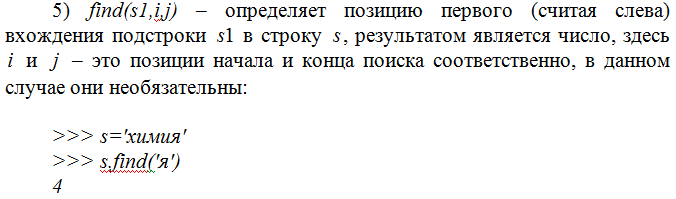 5) find(s1,i,j) – определяет позицию первого (считая слева)
вхождения подстроки s1 в строку s, результатом является число, здесь
i и j – это позиции начала и конца поиска соответственно, в данном
случае они необязательны:
>>> s='химия'
>>> s.find('я')
4